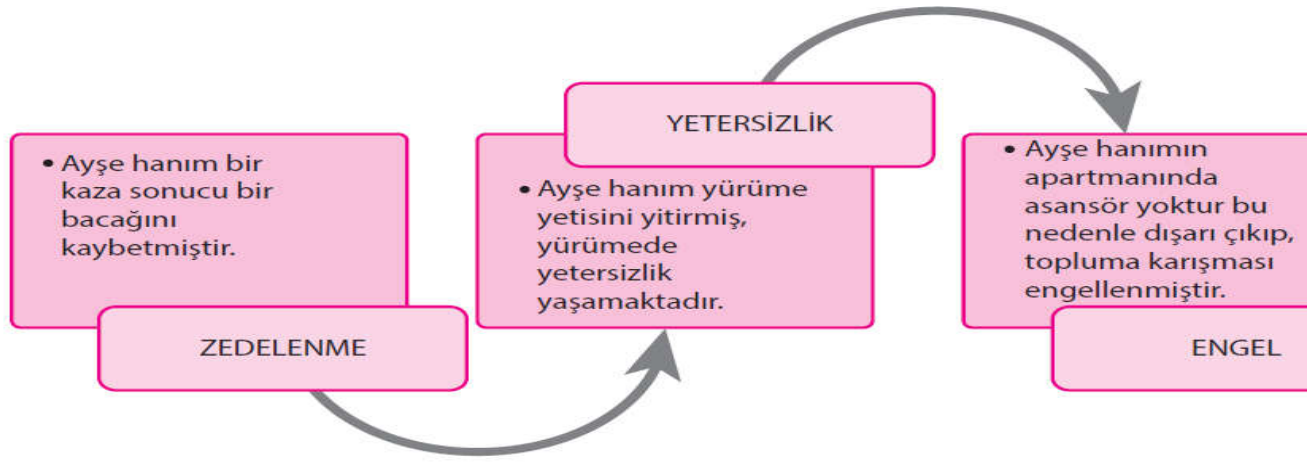 • Ayşe hanım bir
kaza sonucu bir
bacağını
kaybetmiştir.
ZEDELENME
YETERSİZLİK
• Ayşe hanım yürüme
yetisini yitirmiş,
yürümede
yetersizlik
yaşamaktadır.
• Ayşe hanımın
apartmanında
asansör yoktur bu
nedenle dışarı çıkıp,
topluma karışması
engellenmiştir.
ENGEL